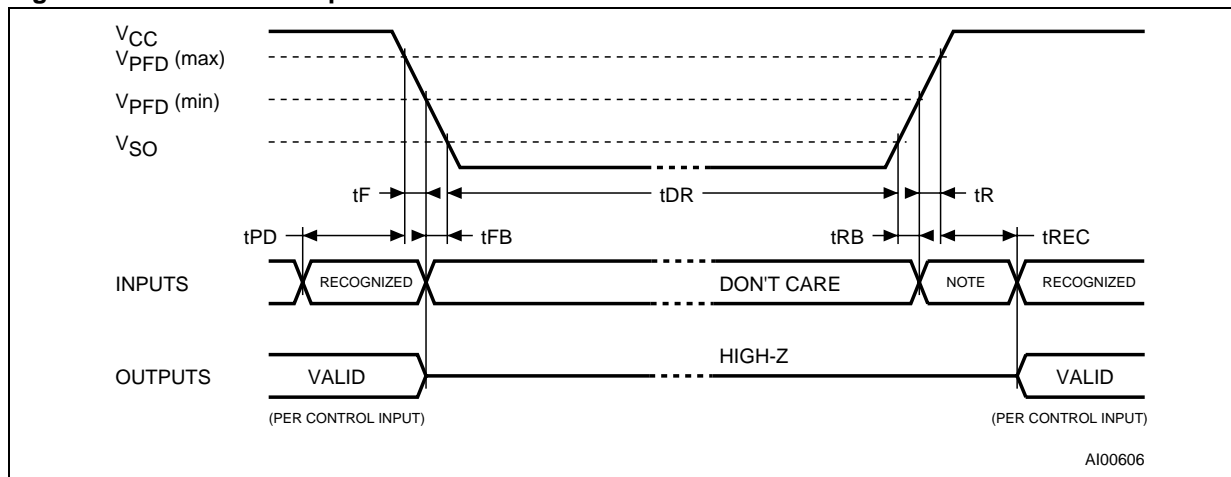 VCC
VPFD (max)
VPFD (min)
VSO
tF
tDR
tR
tPD
tFB
tRB
tREC
INPUTS
RECOGNIZED
DON'T CARE
NOTE
RECOGNIZED
HIGH-Z
OUTPUTS
VALID
VALID
(PER CONTROL INPUT)
(PER CONTROL INPUT)
AI00606